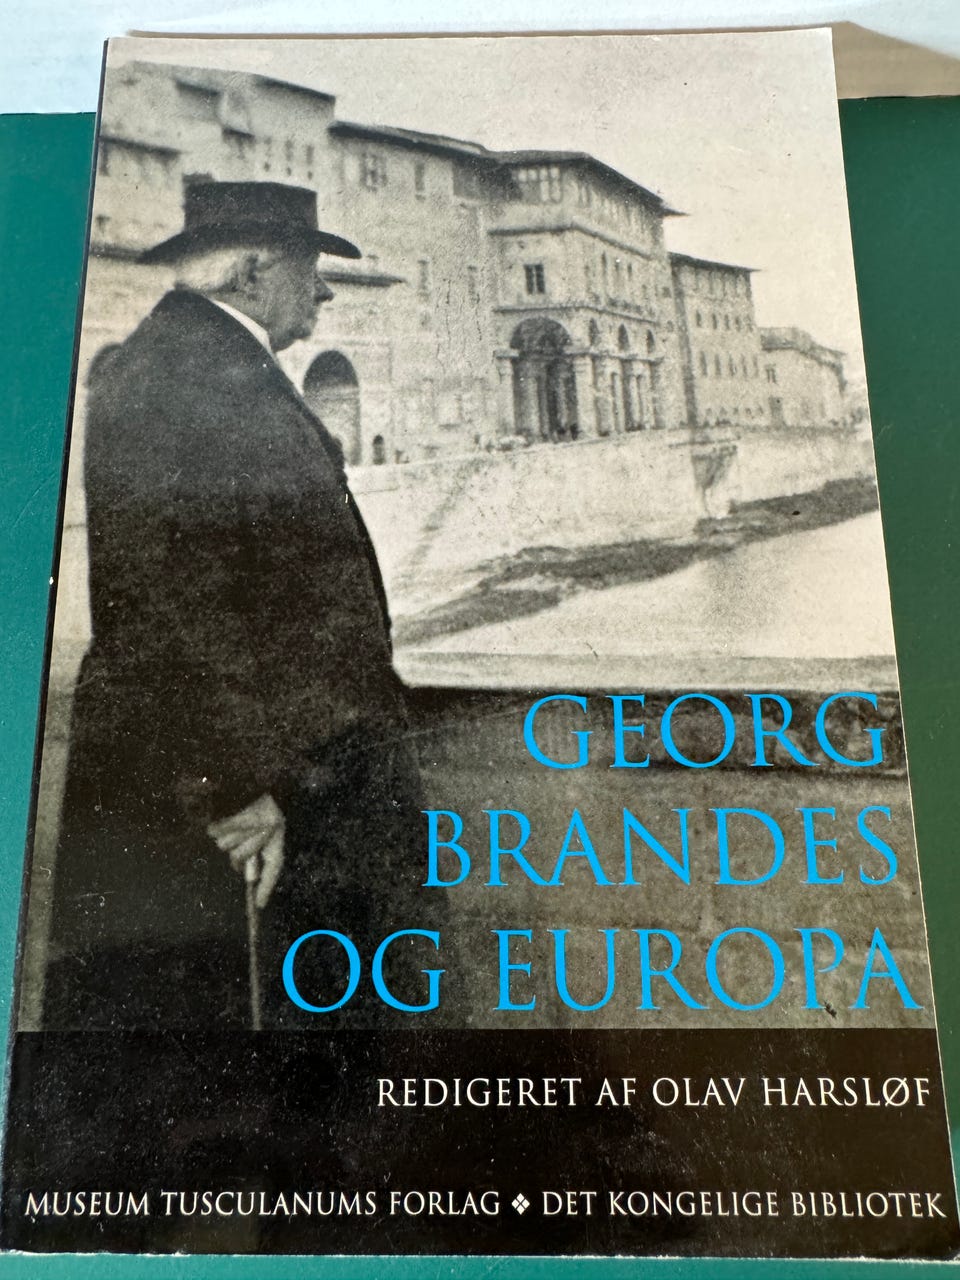 GEORG
BRANDES
OG EUROPA
REDIGERET AF OLAV HARSLØF
MUSEUM TUSCULANUMS FORLAG ❖ DET KONGELIGE BIBLIOTEK